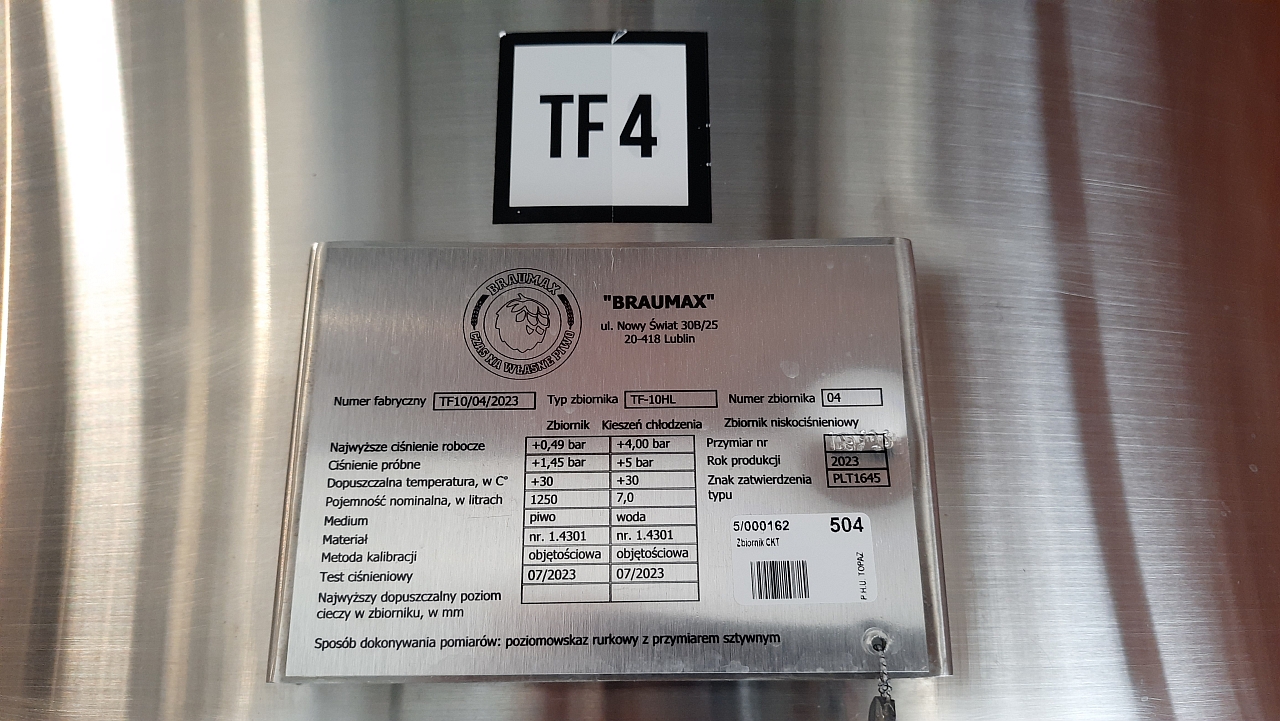 TF 4
BRAUMAX
CZAS NA WŁASNE PIWO
"BRAUMAX"
ul. Nowy Świat 30B/25
20-418 Lublin
Numer fabryczny TF10/04/2023 Typ zbiornika TF-10HL Numer zbiornika 04
Zbiornik Kieszeń chłodzenia Zbiornik niskociśnieniowy
Najwyższe ciśnienie robocze +0,49 bar +4,00 bar Przymiar nr
Ciśnienie próbne +1,45 bar +5 bar Rok produkcji 2023
Dopuszczalna temperatura, w C° +30 +30 Znak zatwierdzenia typu PLT1645
Pojemność nominalna, w litrach 1250 7,0
Medium piwo woda
Materiał nr. 1.4301 nr. 1.4301
Metoda kalibracji objętościowa objętościowa
Test ciśnieniowy 07/2023 07/2023
Najwyższy dopuszczalny poziom
cieczy w zbiorniku, w mm
5/000162 504
Zbiornik CKT
P.H.U TOPAZ
Sposób dokonywania pomiarów: poziomowskaz rurkowy z przymiarem sztywnym